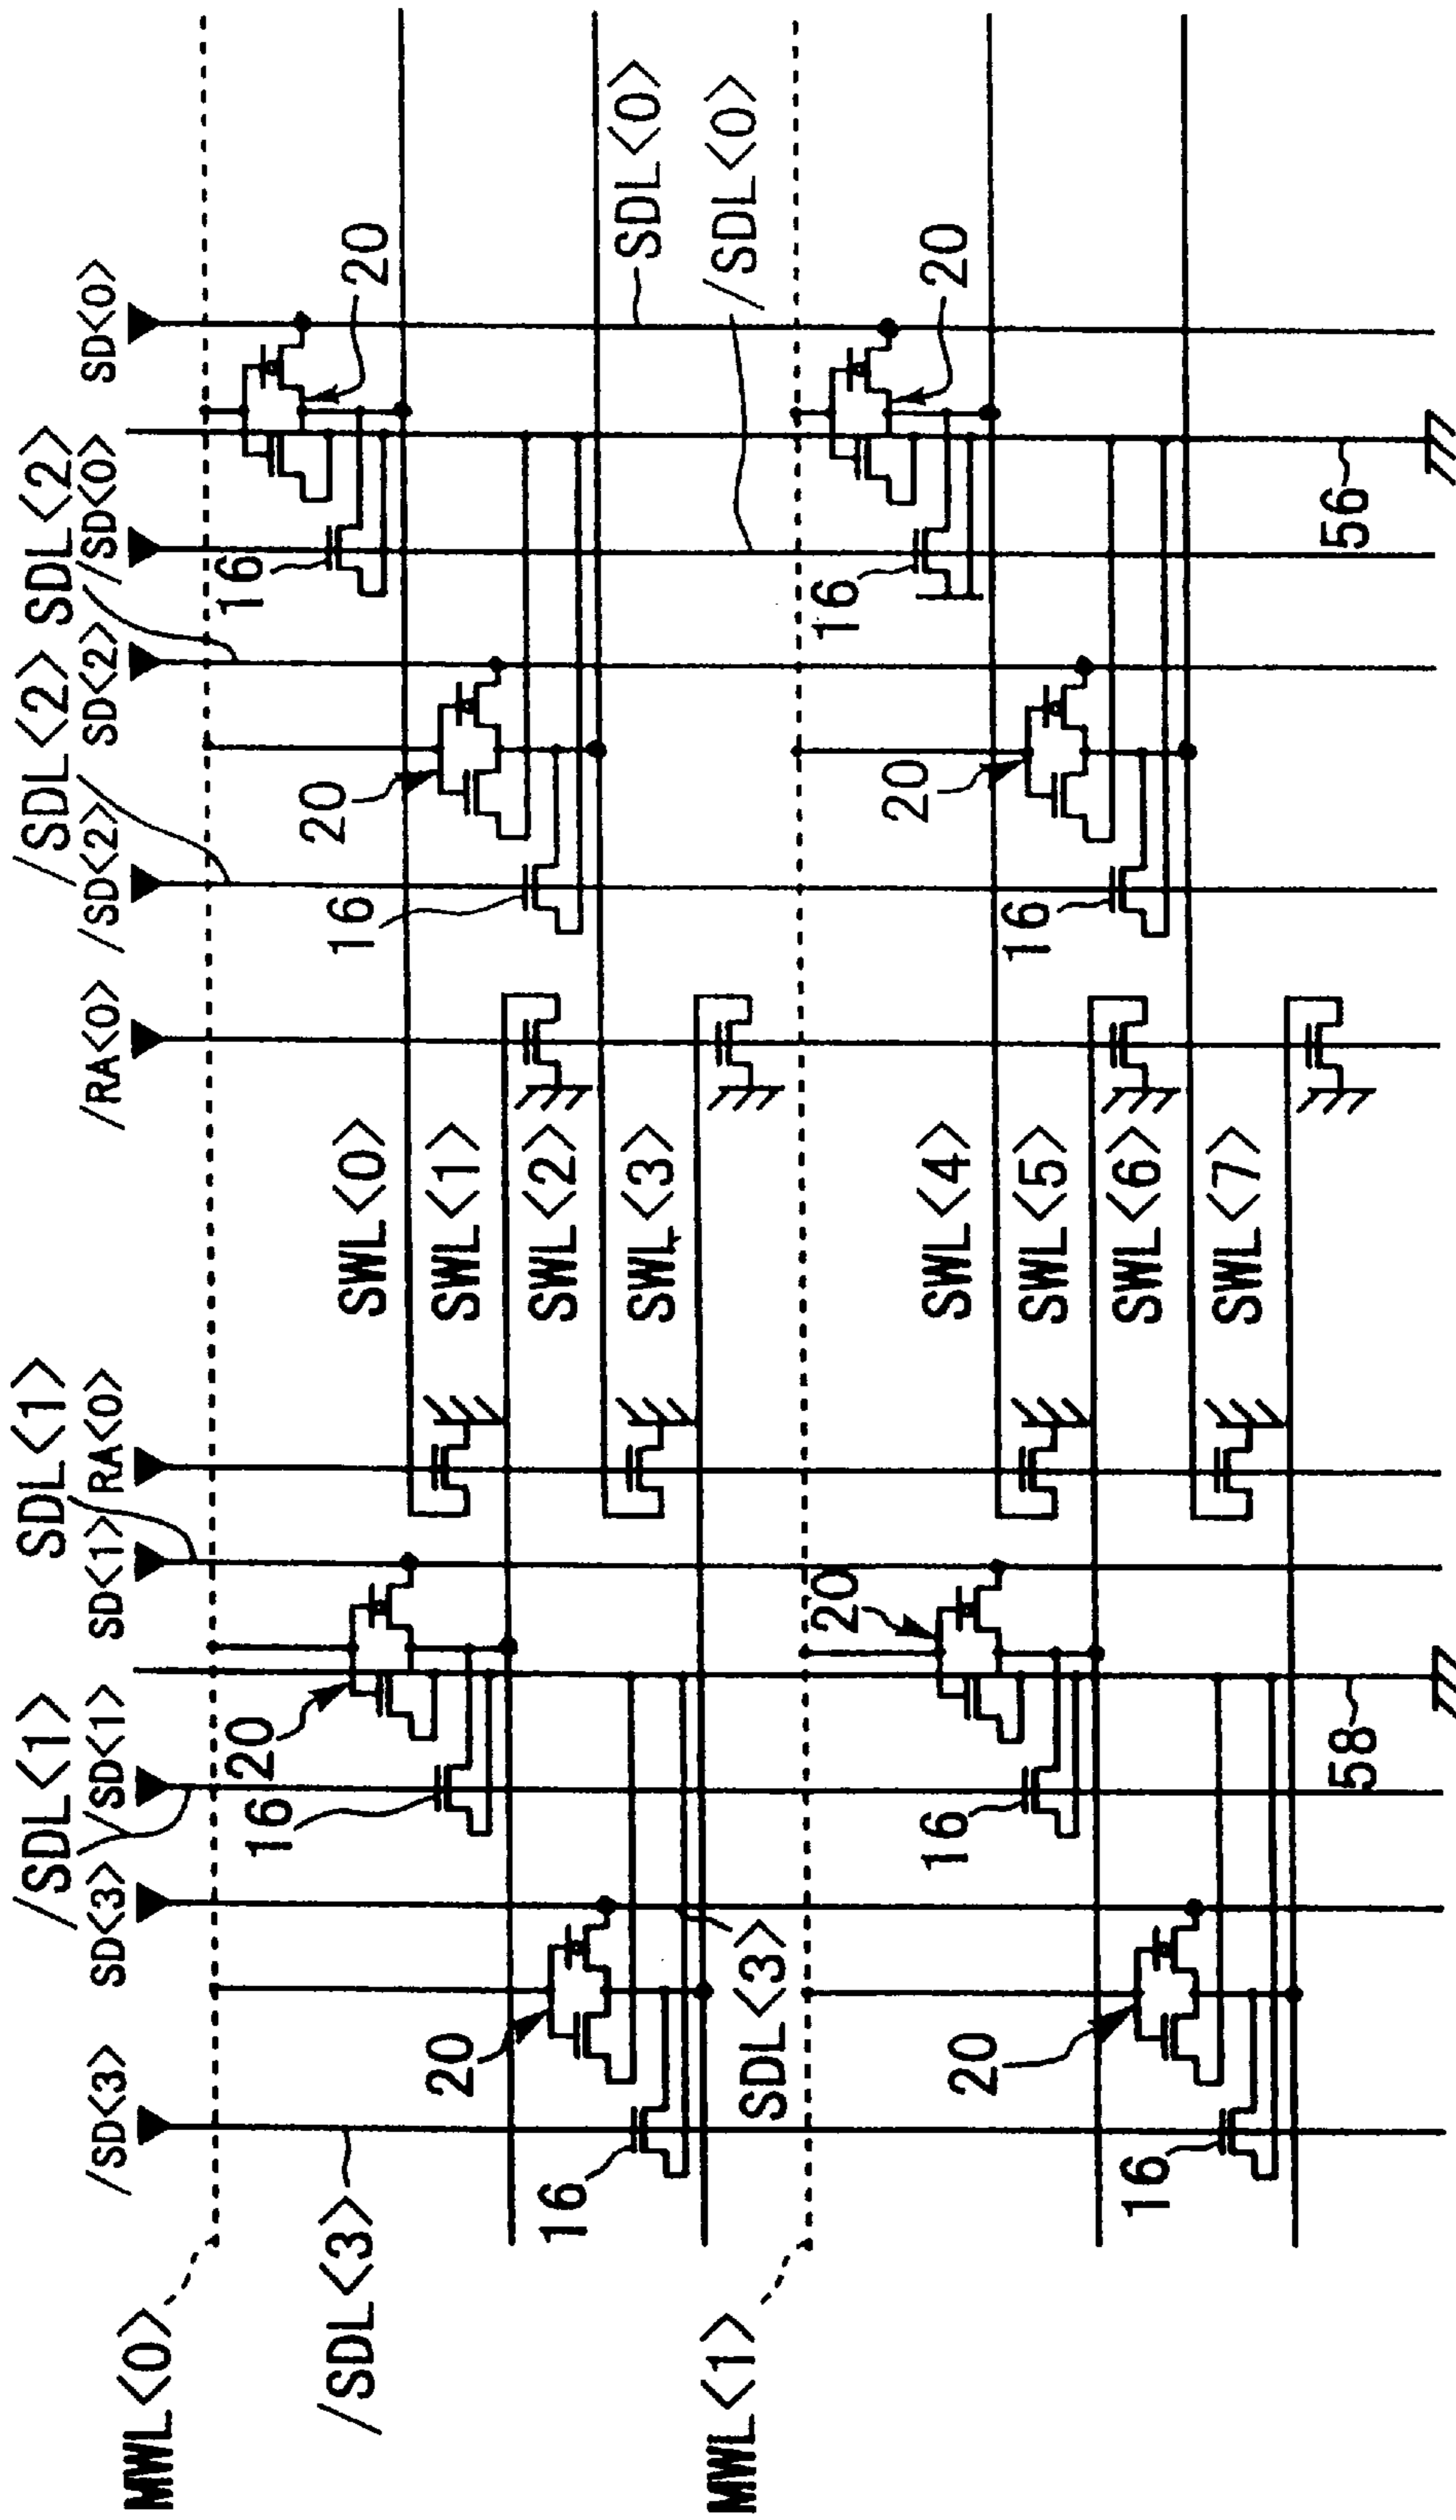 MWL<0>
/SDL<3>
MWL<1>
/SD<3>
SD<3>
/SDL<1>
/SD<1>
SD<1>
SDL<1>
RA<0>
/RA<0>
/SD<2>
/SDL<2>
SD<2>
SDL<2>
/SD<0>
SD<0>
16
20
SDL<3>
16
20
SWL<0>
SWL<1>
SWL<2>
SWL<3>
16
20
16
20
SDL<0>
/SDL<0>
16
20
16
20
58
SWL<4>
SWL<5>
SWL<6>
SWL<7>
16
20
16
20
56